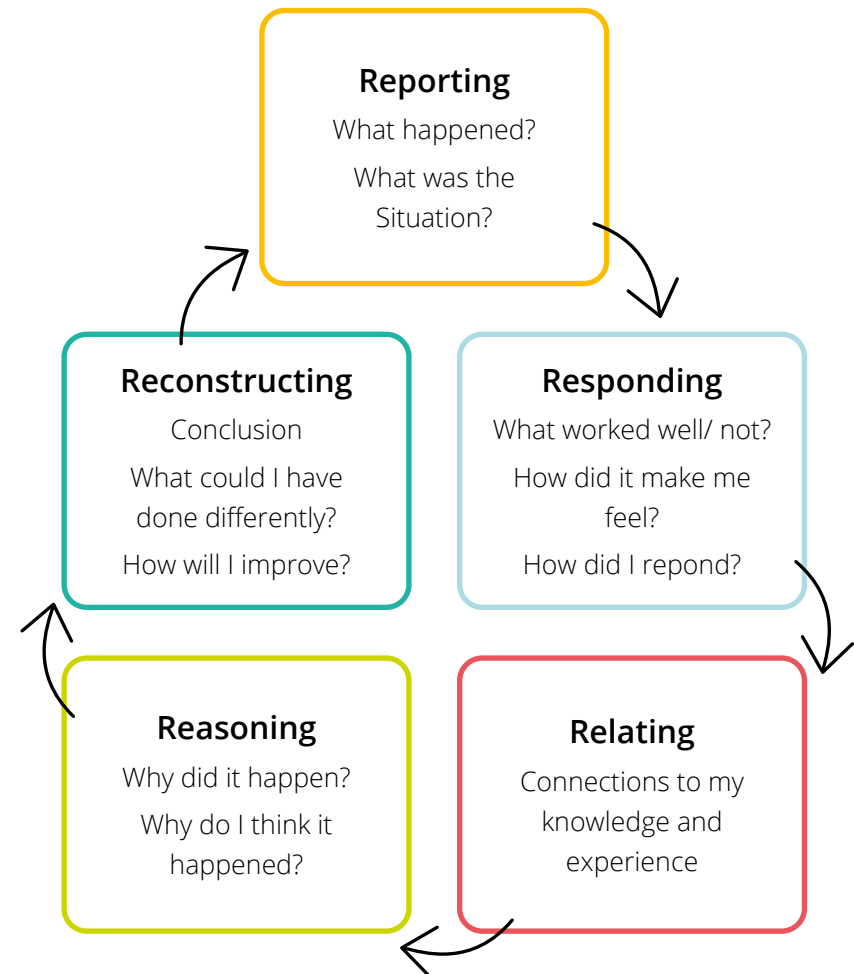 Reporting
What happened?
What was the
Situation?
Responding
What worked well/ not?
How did it make me
feel?
How did I repond?
Relating
Connections to my
knowledge and
experience
Reasoning
Why did it happen?
Why do I think it
happened?
Reconstructing
Conclusion
What could I have
done differently?
How will I improve?